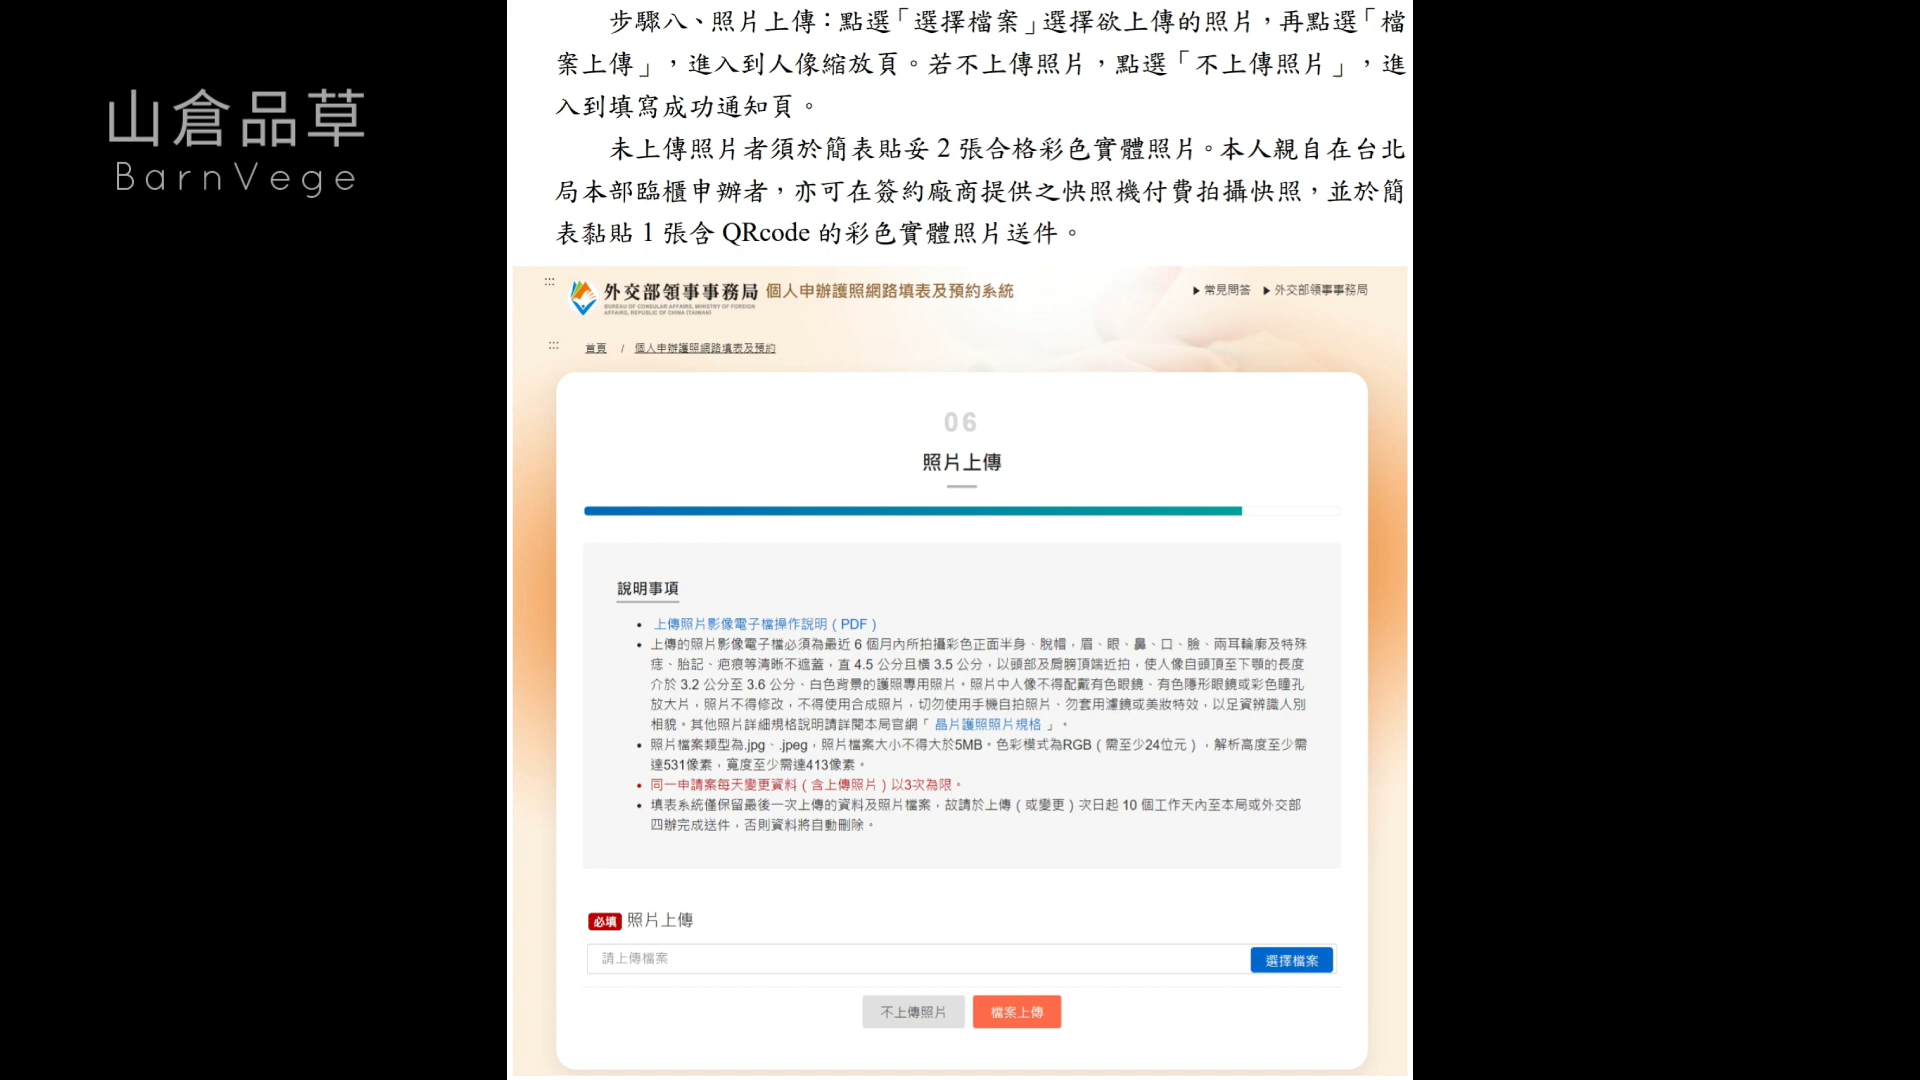 山倉品草
BarnVege
步驟八、照片上傳：點選「選擇檔案」選擇欲上傳的照片，再點選「檔
案上傳」，進入到人像縮放頁。若不上傳照片，點選「不上傳照片」，進
入到填寫成功通知頁。
未上傳照片者須於簡表貼妥 2 張合格彩色實體照片。本人親自在台北
局本部臨櫃申辦者，亦可在簽約廠商提供之快照機付費拍攝快照，並於簡
表黏貼 1 張含 QRcode 的彩色實體照片送件。
:::
外交部領事事務局 個人申辦護照網路填表及預約系統
BUREAU OF CONSULAR AFFAIRS, MINISTRY OF FOREIGN
AFFAIRS, REPUBLIC OF CHINA (TAIWAN)
▶常見問答 ▶外交部領事事務局
:::
首頁 / 個人申辦護照網路填表及預約
06
照片上傳
說明事項
• 上傳照片影像電子檔操作說明（PDF）
• 上傳的照片影像電子檔必須為最近 6 個月內所拍攝彩色正面半身、脫帽，眉、眼、鼻、口、臉、兩耳輪廓及特殊
痣、胎記、疤痕等清晰不遮蓋，直 4.5 公分且橫 3.5 公分，以頭部及肩膀頂端近拍，使人像自頭頂至下顎的長度
介於 3.2 公分至 3.6 公分、白色背景的護照專用照片。照片中人像不得配戴有色眼鏡、有色隱形眼鏡或彩色瞳孔
放大片，照片不得修改，不得使用合成照片，切勿使用手機自拍照片、勿套用濾鏡或美妝特效，以足資辨識人別
相貌。其他照片詳細規格說明請詳閱本局官網「 晶片護照照片規格 」。
• 照片檔案類型為.jpg、.jpeg，照片檔案大小不得大於5MB。色彩模式為RGB（需至少24位元），解析高度至少需
達531像素，寬度至少需達413像素。
• 同一申請案每天變更資料（含上傳照片）以3次為限。
• 填表系統僅保留最後一次上傳的資料及照片檔案，故請於上傳（或變更）次日起 10 個工作天內至本局或外交部
四辦完成送件，否則資料將自動刪除。
必填 照片上傳
請上傳檔案
選擇檔案
不上傳照片 檔案上傳